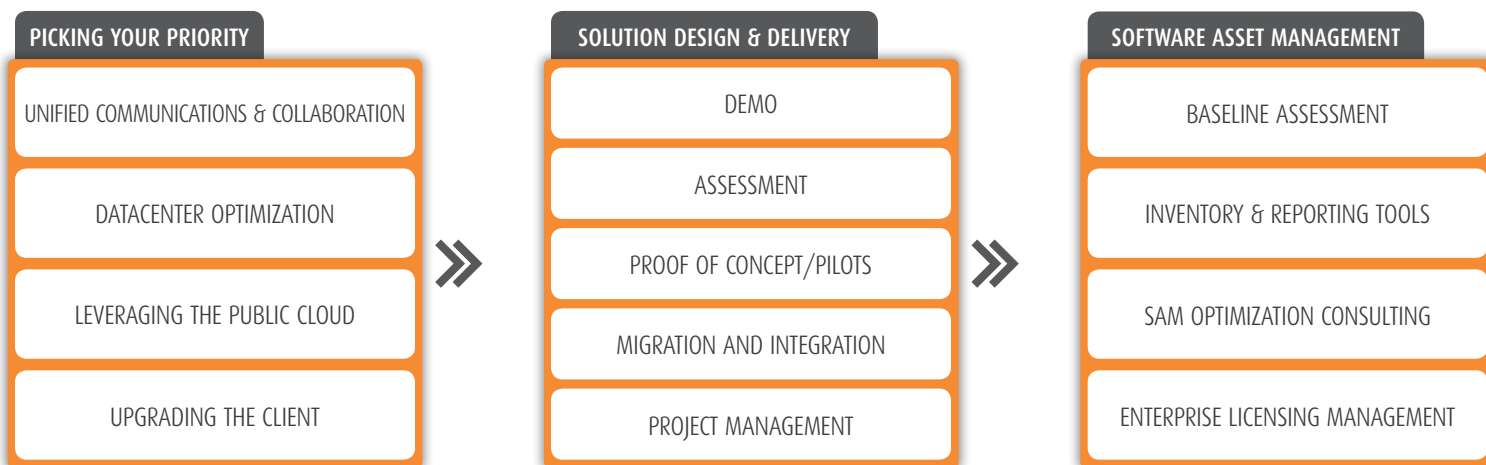 PICKING YOUR PRIORITY
UNIFIED COMMUNICATIONS & COLLABORATION
DATACENTER OPTIMIZATION
LEVERAGING THE PUBLIC CLOUD
UPGRADING THE CLIENT
SOLUTION DESIGN & DELIVERY
DEMO
ASSESSMENT
PROOF OF CONCEPT/PILOTS
MIGRATION AND INTEGRATION
PROJECT MANAGEMENT
SOFTWARE ASSET MANAGEMENT
BASELINE ASSESSMENT
INVENTORY & REPORTING TOOLS
SAM OPTIMIZATION CONSULTING
ENTERPRISE LICENSING MANAGEMENT